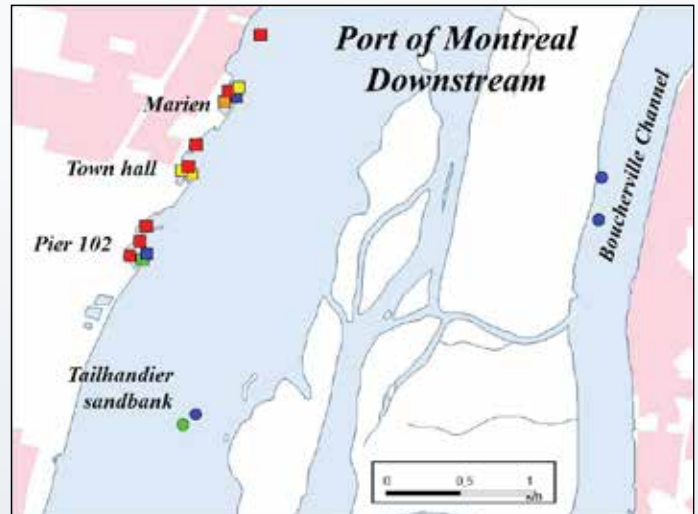 Port of Montreal
Downstream
Marien
Town hall
Pier 102
Boucherville Channel
Tailhandier
sandbank
0 0,5 1